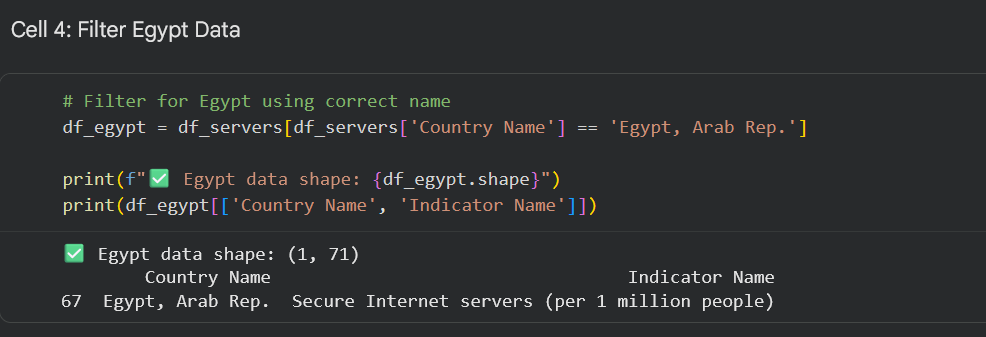 Cell 4: Filter Egypt Data
# Filter for Egypt using correct name
df_egypt = df_servers[df_servers['Country Name'] == 'Egypt, Arab Rep.']
print(f"✅ Egypt data shape: {df_egypt.shape}")
print(df_egypt[['Country Name', 'Indicator Name']])
✅ Egypt data shape: (1, 71)
Country Name Indicator Name
67 Egypt, Arab Rep. Secure Internet servers (per 1 million people)